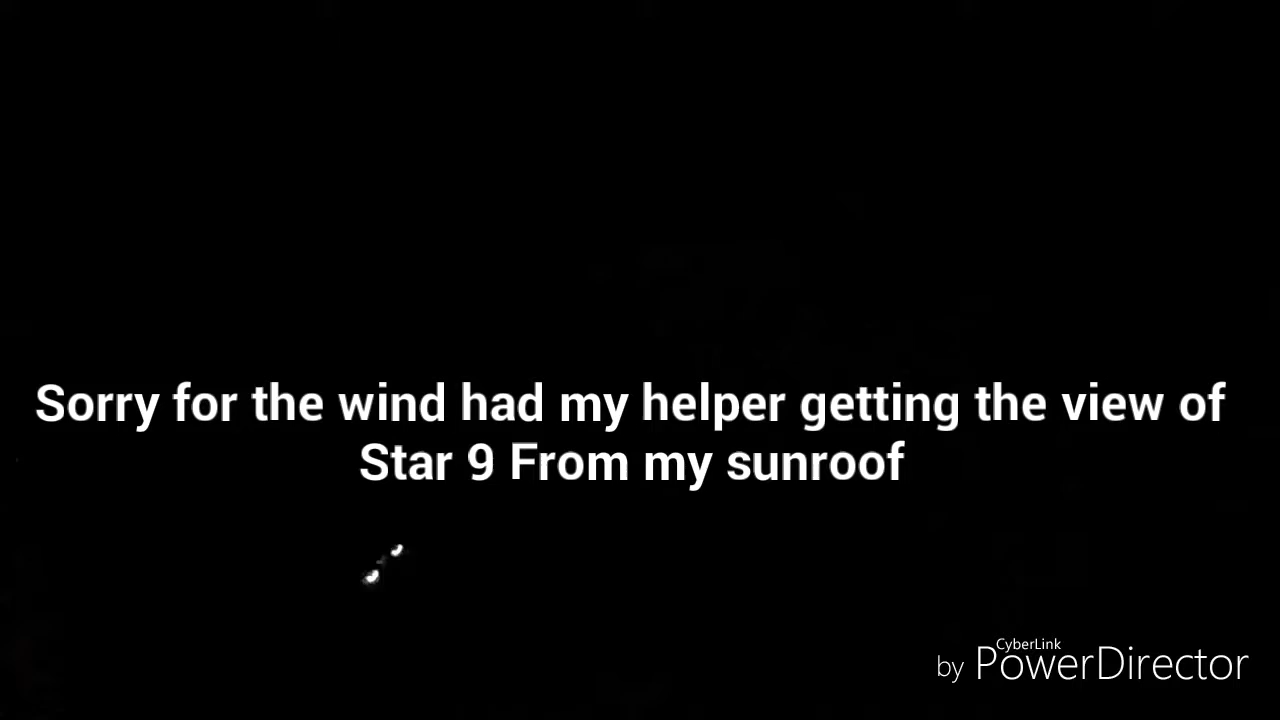 Sorry for the wind had my helper getting the view of
Star 9 From my sunroof
CyberLink
by PowerDirector